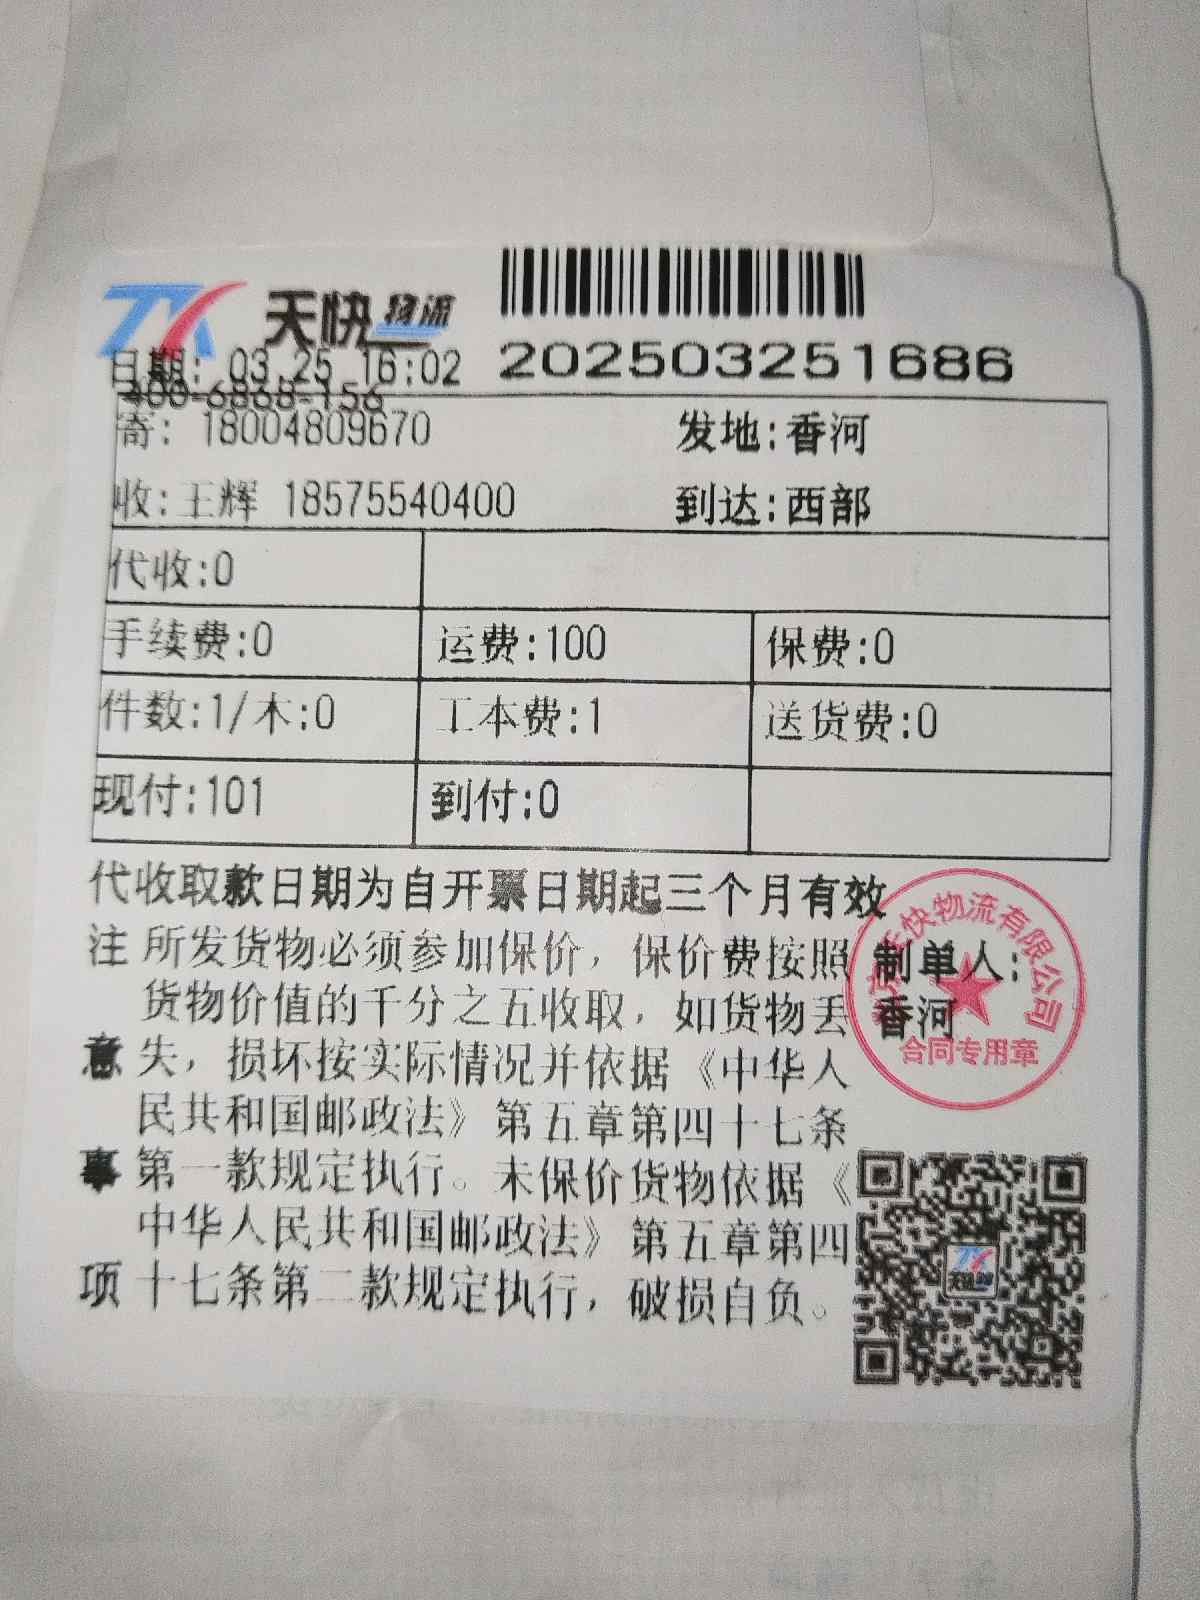 天快物流
202503251686
日期: 03.25 16:02
400-6868-156
寄: 18004809670 发地:香河
收:王辉 18575540400 到达:西部
代收:0
手续费:0 运费:100 保费:0
件数:1/木:0 工本费:1 送货费:0
现付:101 到付:0
代收取款日期为自开票日期起三个月有效
注意事项
所发货物必须参加保价，保价费按照
货物价值的千分之五收取，如货物丢
失，损坏按实际情况并依据《中华人
民共和国邮政法》第五章第四十七条
第一款规定执行。未保价货物依据《
中华人民共和国邮政法》第五章第四
十七条第二款规定执行，破损自负。
制单人:
香河
天快物流有限公司
合同专用章
天快